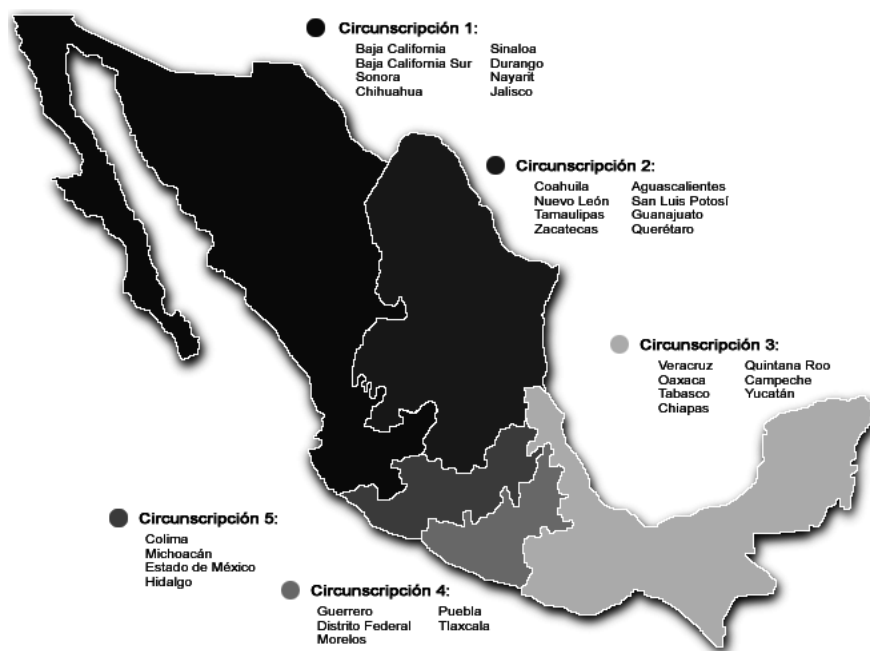 Circunscripción 1:
Baja California Sinaloa
Baja California Sur Durango
Sonora Nayarit
Chihuahua Jalisco
Circunscripción 2:
Coahuila Aguascalientes
Nuevo León San Luis Potosí
Tamaulipas Guanajuato
Zacatecas Querétaro
Circunscripción 3:
Veracruz Quintana Roo
Oaxaca Campeche
Tabasco Yucatán
Chiapas
Circunscripción 5:
Colima
Michoacán
Estado de México
Hidalgo
Circunscripción 4:
Guerrero Puebla
Distrito Federal Tlaxcala
Morelos